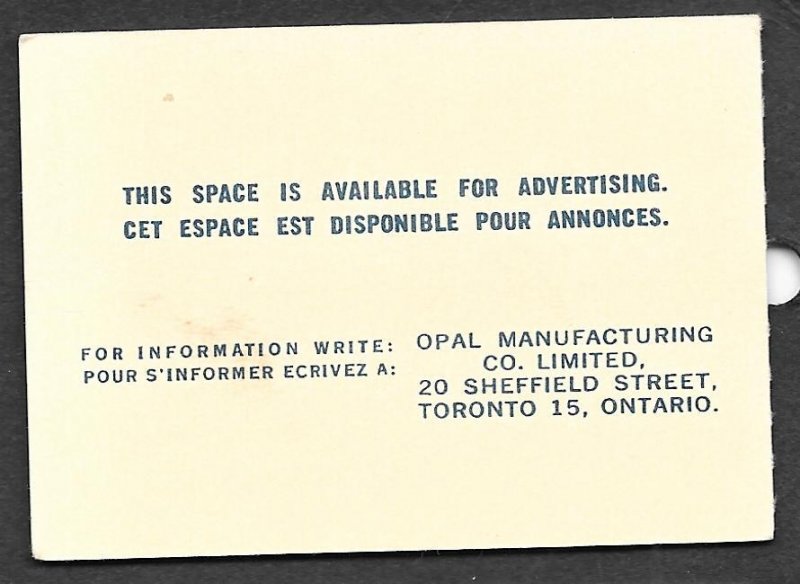 THIS SPACE IS AVAILABLE FOR ADVERTISING.
CET ESPACE EST DISPONIBLE POUR ANNONCES.
FOR INFORMATION WRITE:
POUR S'INFORMER ECRIVEZ A:
OPAL MANUFACTURING
CO. LIMITED,
20 SHEFFIELD STREET,
TORONTO 15, ONTARIO.